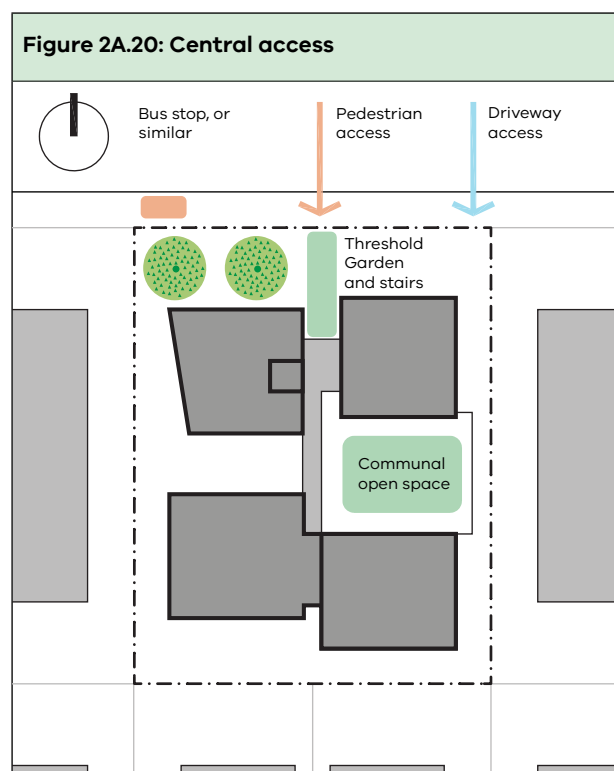 Figure 2A.20: Central access
Bus stop, or
similar
Pedestrian
access
Driveway
access
Threshold
Garden
and stairs
Communal
open space